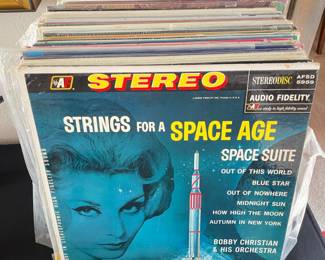 STEREO
STEREODISC
AFSD
5959
AUDIO FIDELITY
STRINGS FOR A SPACE AGE
SPACE SUITE
OUT OF THIS WORLD
BLUE STAR
OUT OF NOWHERE
MIDNIGHT SUN
HOW HIGH THE MOON
AUTUMN IN NEW YORK
BOBBY CHRISTIAN
& HIS ORCHESTRA